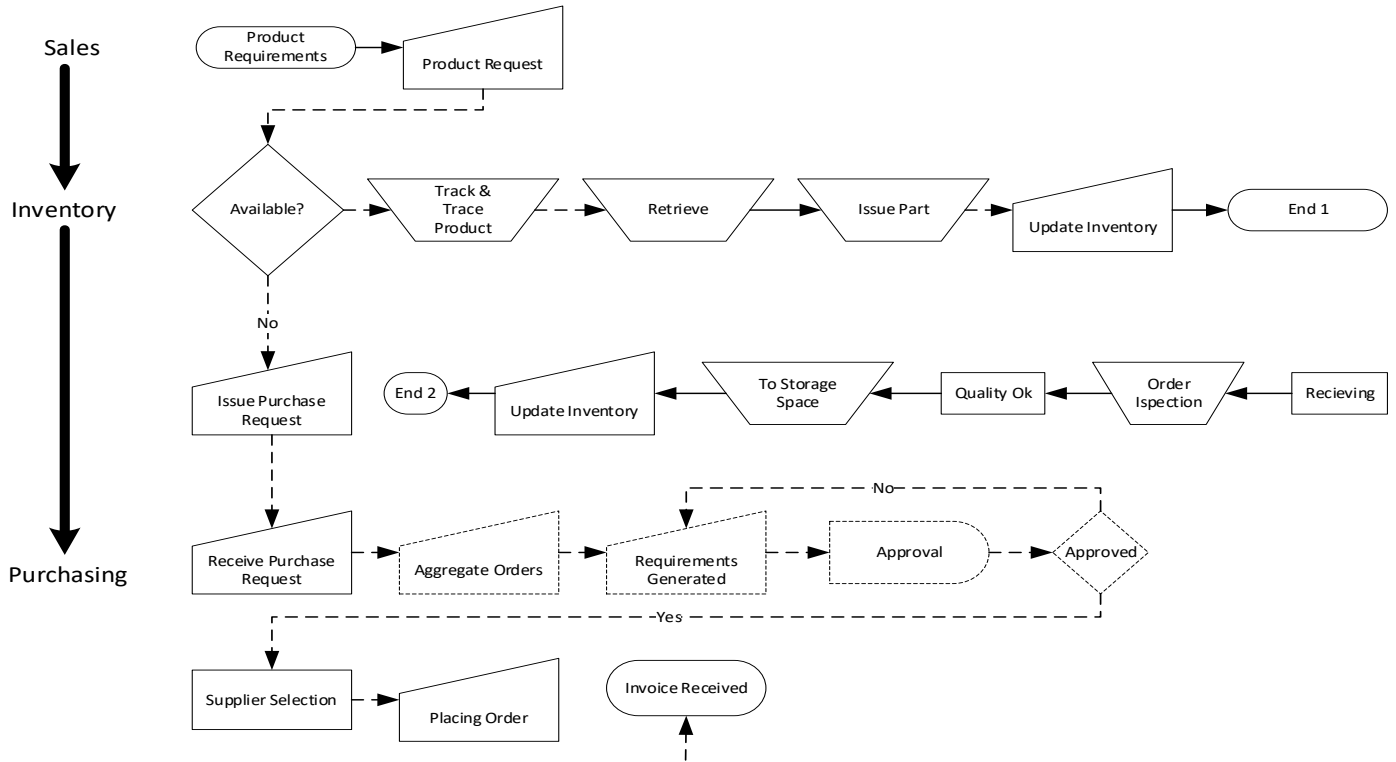 Sales
Product
Requirements
Product Request
Inventory
Available?
Track &
Trace
Product
Retrieve
Issue Part
Update Inventory
End 1
No
Issue Purchase
Request
End 2
Update Inventory
To Storage
Space
Quality Ok
Order
Ispection
Recieving
No
Purchasing
Receive Purchase
Request
Aggregate Orders
Requirements
Generated
Approval
Approved
Yes
Supplier Selection
Placing Order
Invoice Received